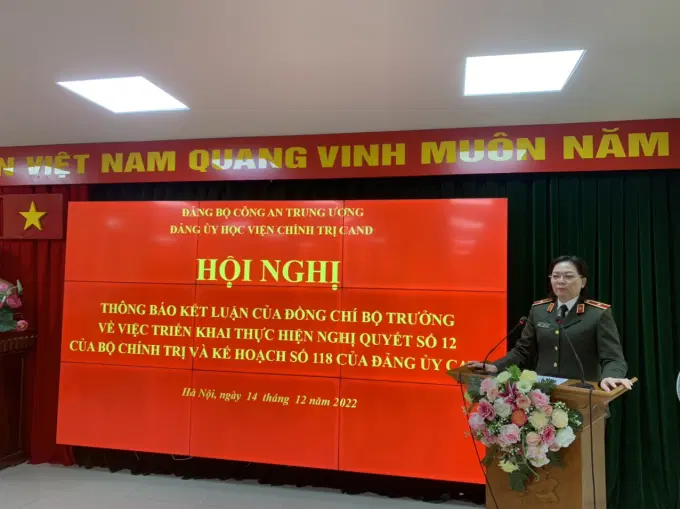 N VIỆT NAM QUANG VINH MUÔN NĂM
ĐẢNG BỘ CÔNG AN TRUNG ƯƠNG
ĐẢNG ỦY HỌC VIỆN CHÍNH TRỊ CAND
HỘI NGHỊ
THÔNG BÁO KẾT LUẬN CỦA ĐỒNG CHÍ BỘ TRƯỞNG
VỀ VIỆC TRIỂN KHAI THỰC HIỆN NGHỊ QUYẾT SỐ 12
CỦA BỘ CHÍNH TRỊ VÀ KẾ HOẠCH SỐ 118 CỦA ĐẢNG ỦY CA
Hà Nội, ngày 14 tháng 12 năm 2022